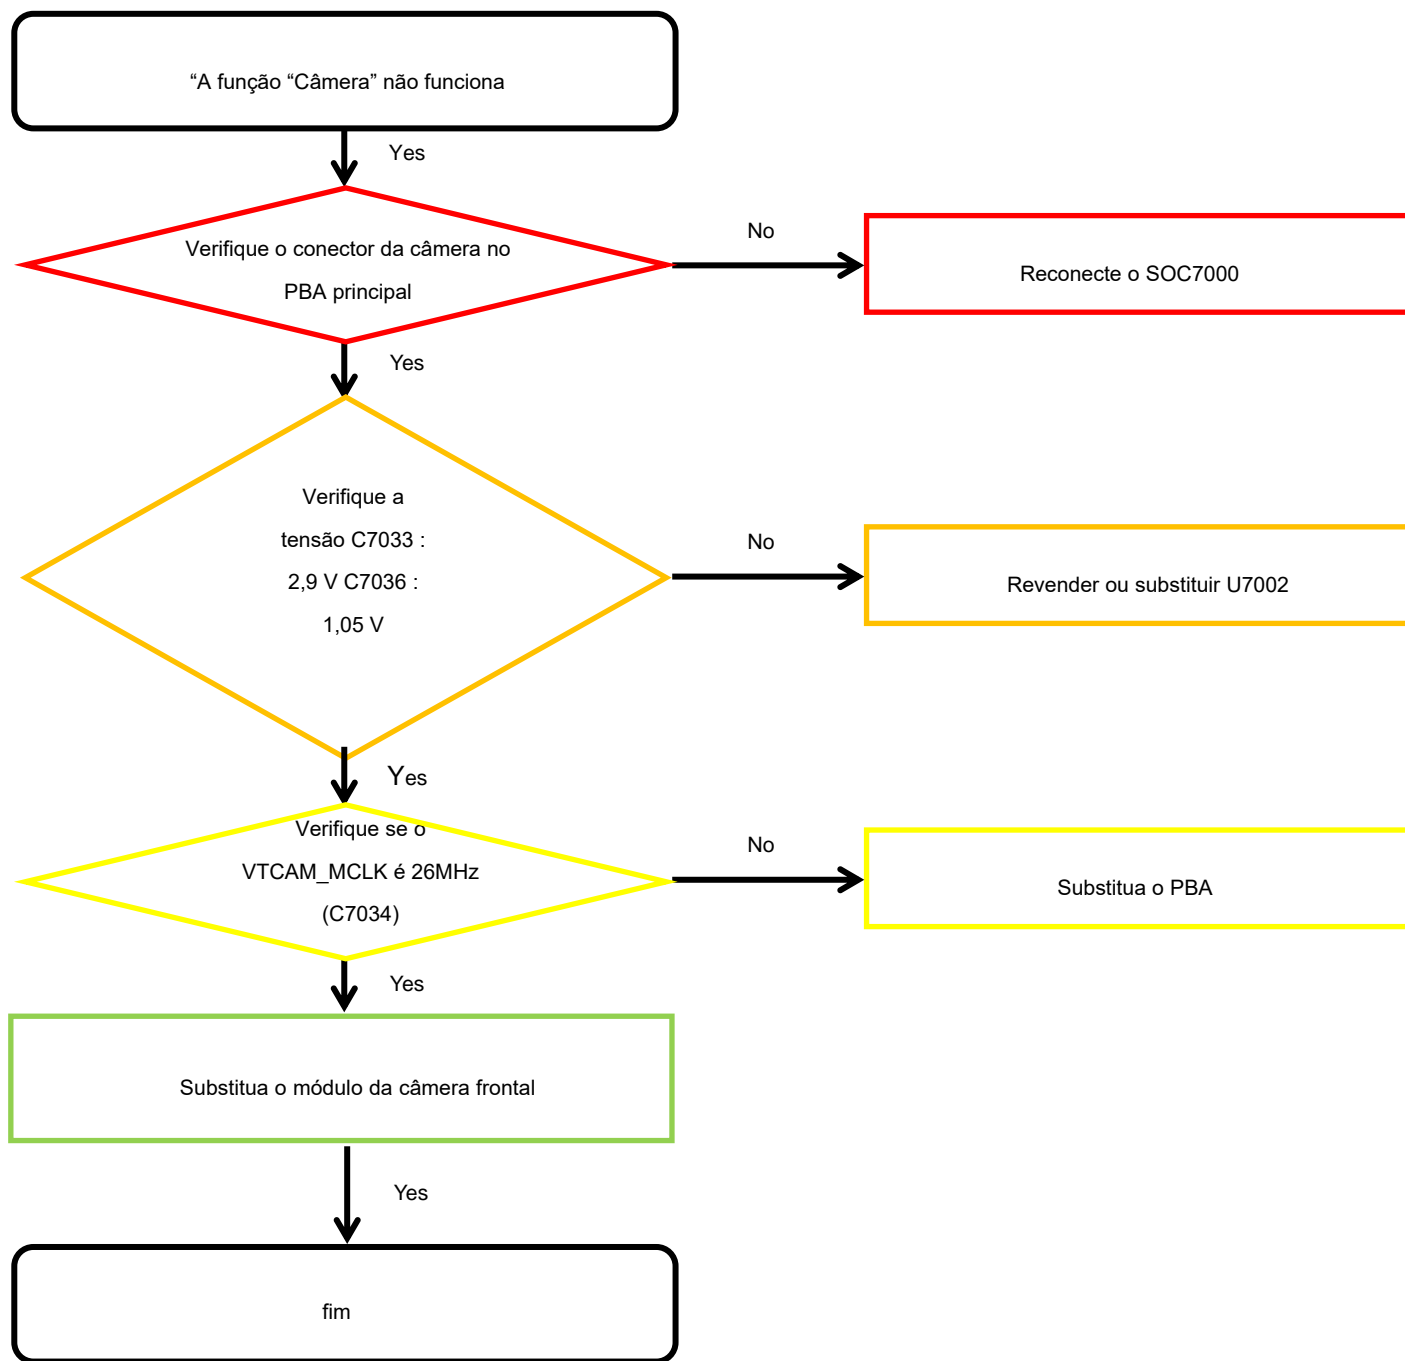 “A função “Câmera” não funciona
Yes
Verifique o conector da câmera no
PBA principal
No
Reconecte o SOC7000
Yes
Verifique a
tensão C7033 :
2,9 V C7036 :
1,05 V
No
Revender ou substituir U7002
Yes
Verifique se o
VTCAM_MCLK é 26MHz
(C7034)
No
Substitua o PBA
Yes
Substitua o módulo da câmera frontal
Yes
fim